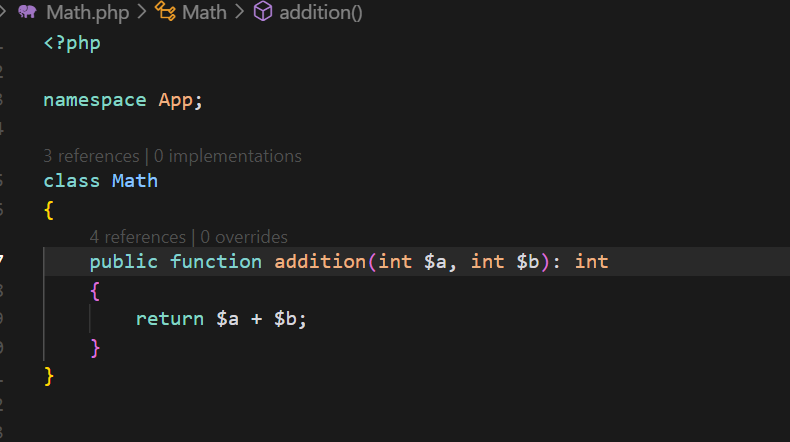 Math.php > Math > addition()
<?php
namespace App;
3 references | 0 implementations
class Math
{
4 references | 0 overrides
public function addition(int $a, int $b): int
{
return $a + $b;
}
}